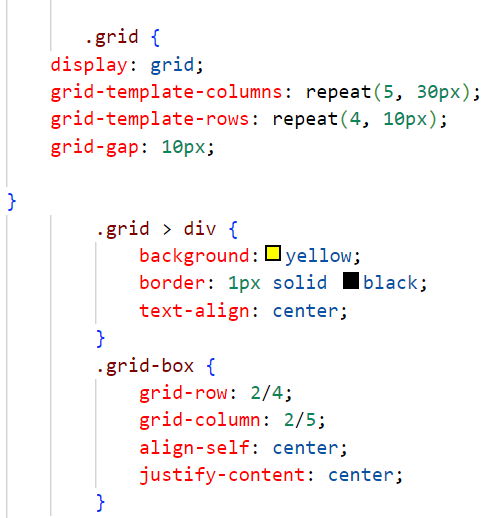 .grid {
display: grid;
grid-template-columns: repeat(5, 30px);
grid-template-rows: repeat(4, 10px);
grid-gap: 10px;
}
.grid > div {
background: yellow;
border: 1px solid black;
text-align: center;
}
.grid-box {
grid-row: 2/4;
grid-column: 2/5;
align-self: center;
justify-content: center;
}